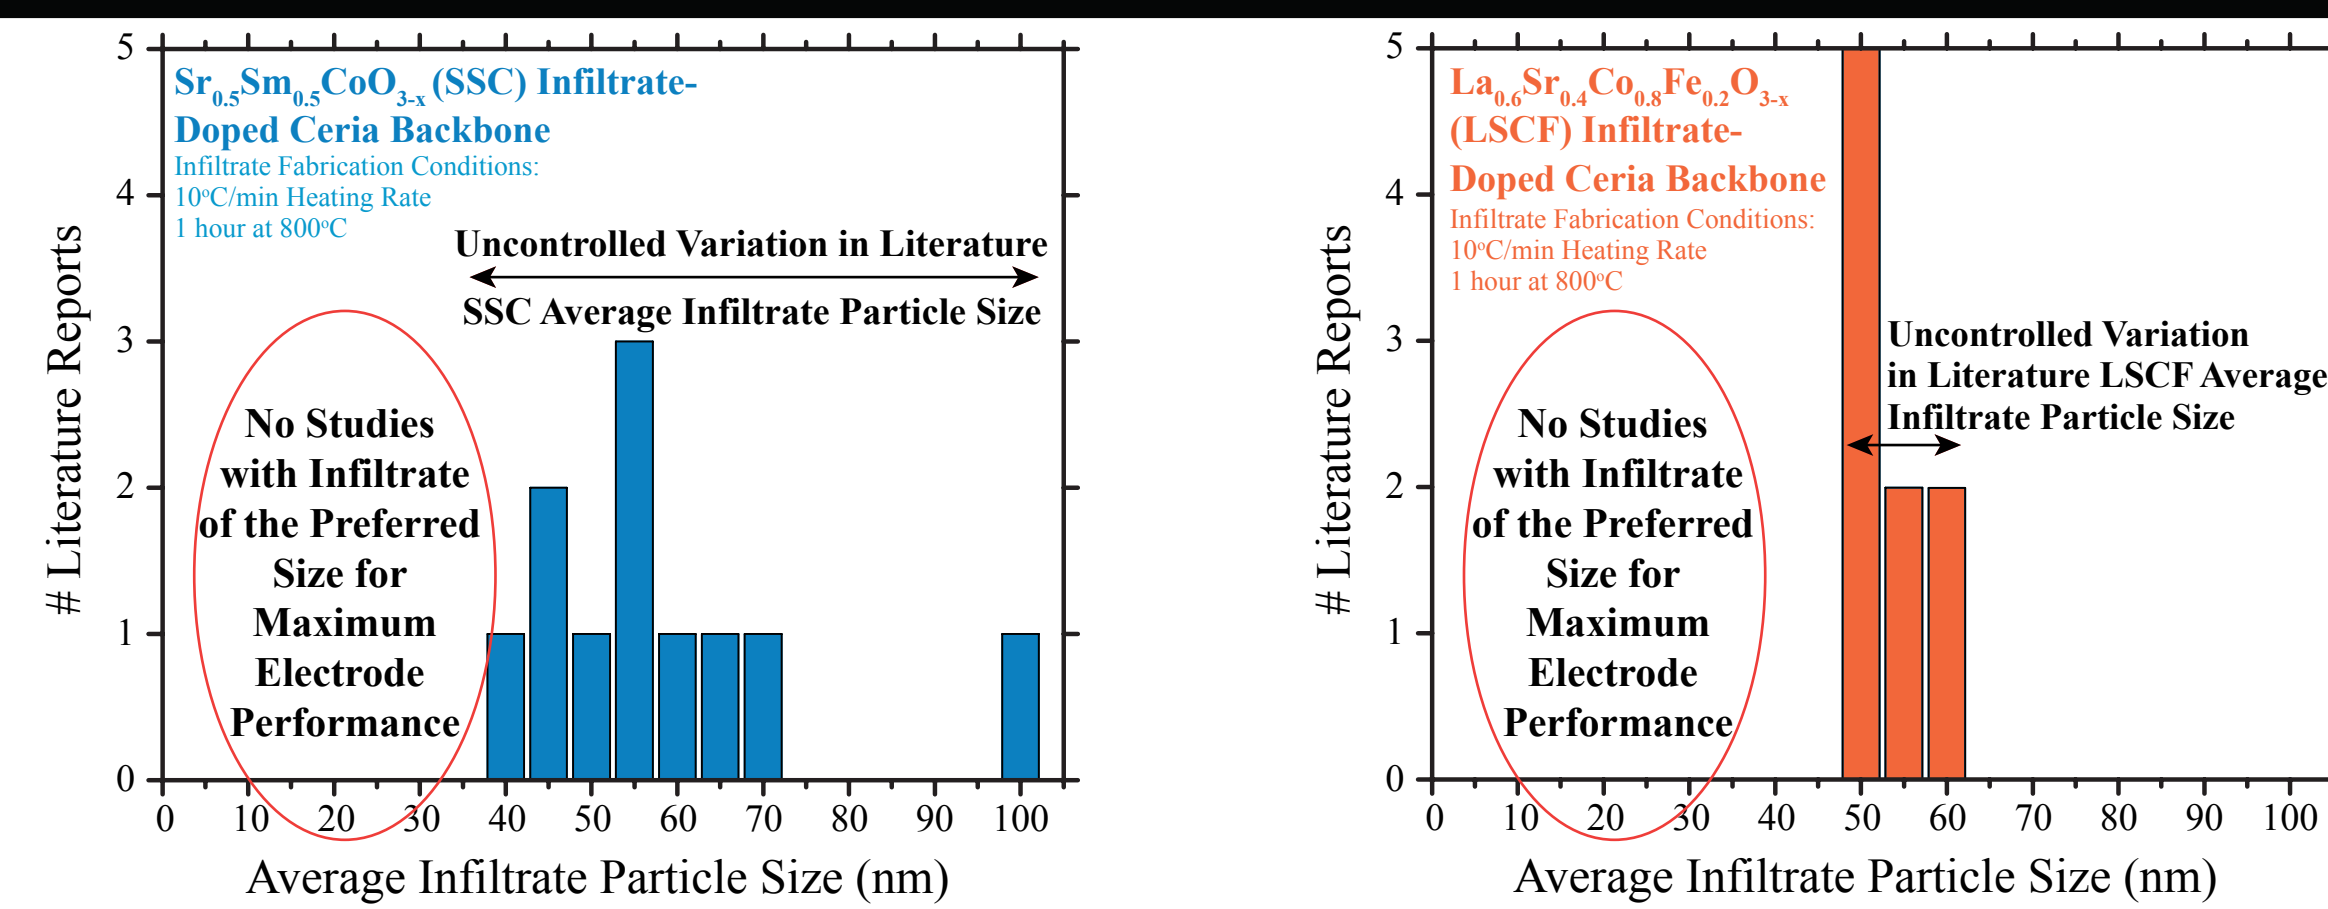 Sr0.5Sm0.5CoO3-x (SSC) Infiltrate-
Doped Ceria Backbone
Infiltrate Fabrication Conditions:
10oC/min Heating Rate
1 hour at 800oC
Uncontrolled Variation in Literature
SSC Average Infiltrate Particle Size
No Studies
with Infiltrate
of the Preferred
Size for
Maximum
Electrode
Performance
# Literature Reports
5
4
3
2
1
0
0 10 20 30 40 50 60 70 80 90 100
Average Infiltrate Particle Size (nm)
La0.6Sr0.4Co0.8Fe0.2O3-x
(LSCF) Infiltrate-
Doped Ceria Backbone
Infiltrate Fabrication Conditions:
10oC/min Heating Rate
1 hour at 800oC
Uncontrolled Variation
in Literature LSCF Average
Infiltrate Particle Size
No Studies
with Infiltrate
of the Preferred
Size for
Maximum
Electrode
Performance
# Literature Reports
5
4
3
2
1
0
0 10 20 30 40 50 60 70 80 90 100
Average Infiltrate Particle Size (nm)